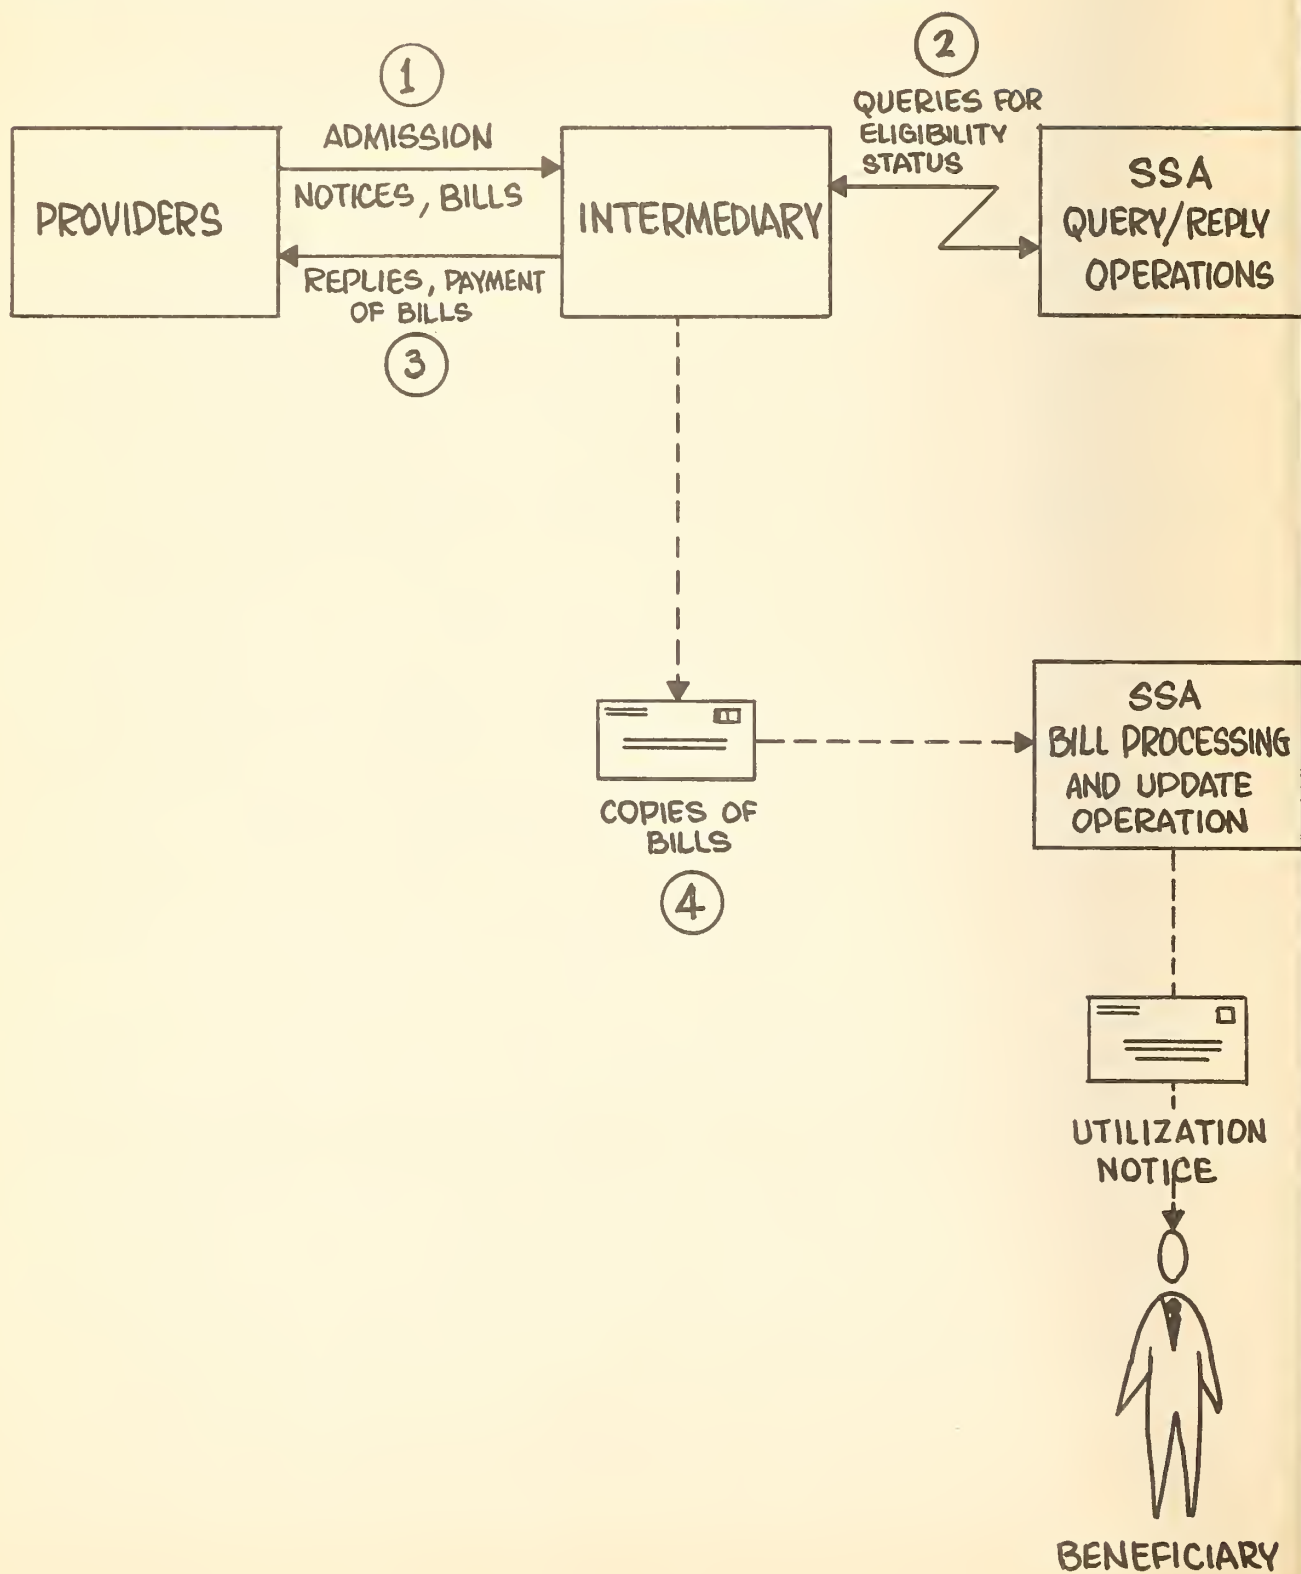 1
ADMISSION
NOTICES, BILLS
PROVIDERS
REPLIES, PAYMENT
OF BILLS
3
INTERMEDIARY
2
QUERIES FOR
ELIGIBILITY
STATUS
SSA
QUERY/REPLY
OPERATIONS
COPIES OF
BILLS
4
SSA
BILL PROCESSING
AND UPDATE
OPERATION
UTILIZATION
NOTICE
BENEFICIARY